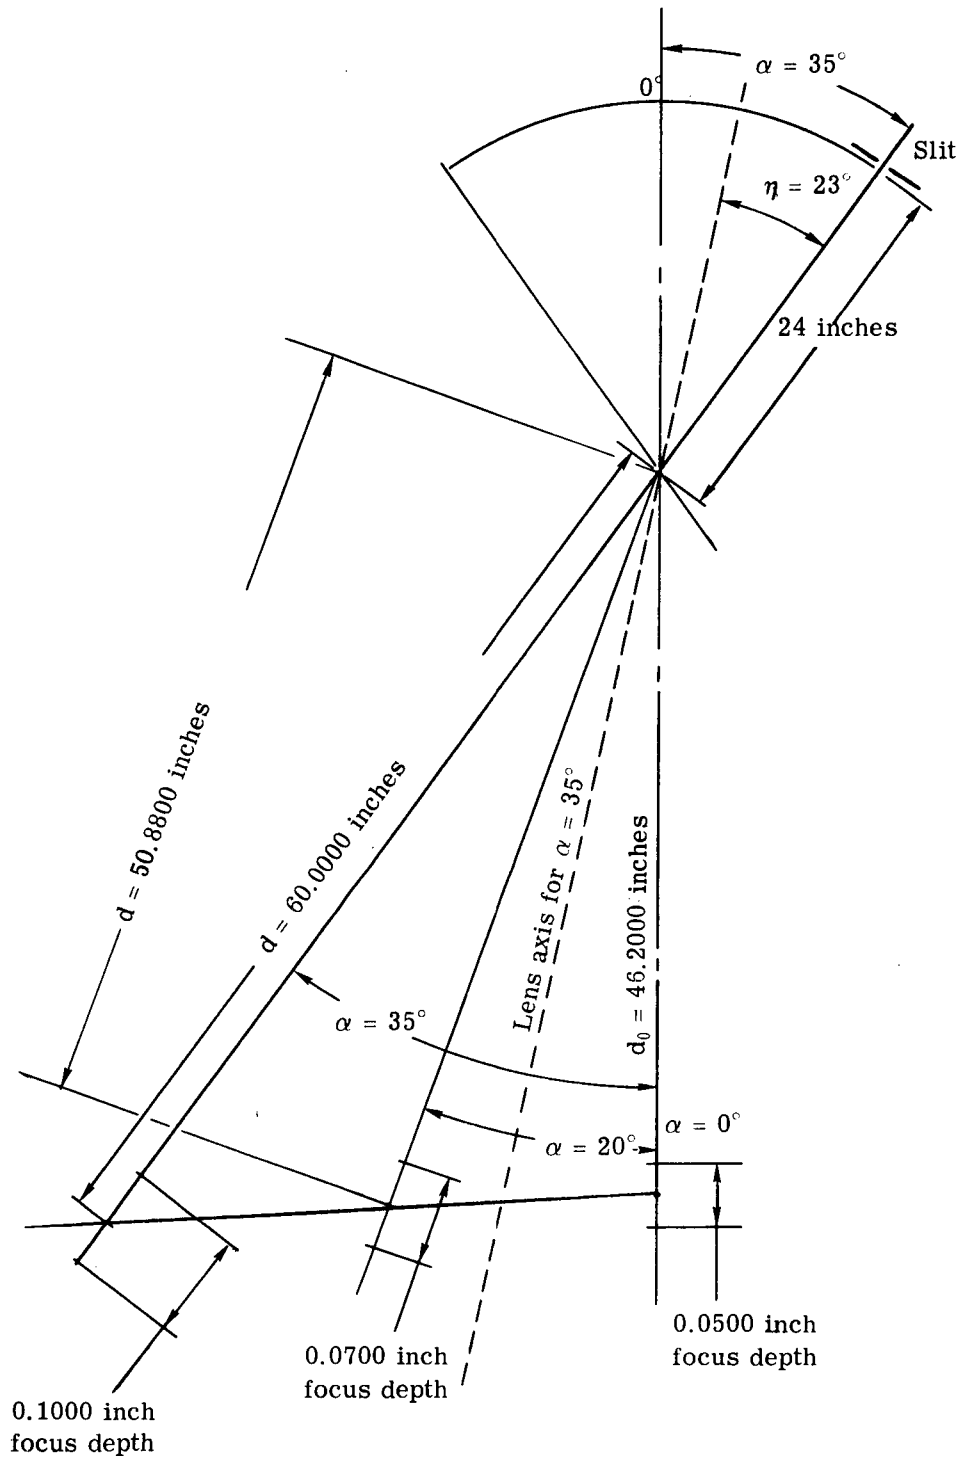 α = 35°
0°
Slit
η = 23°
24 inches
d = 50.8800 inches
d = 60.0000 inches
Lens axis for α = 35°
d₀ = 46.2000 inches
α = 35°
α = 0°
α = 20°
0.0500 inch
focus depth
0.0700 inch
focus depth
0.1000 inch
focus depth